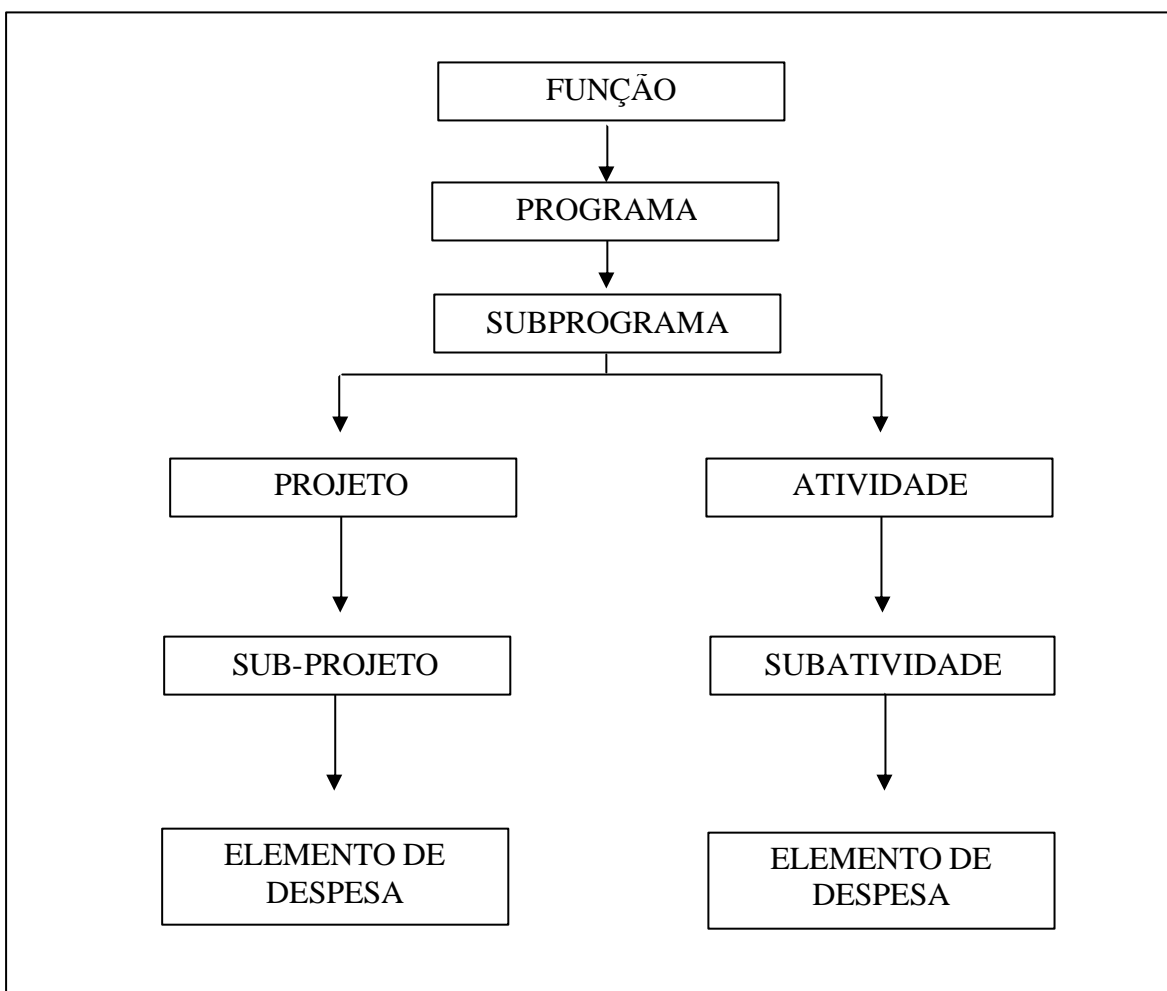 FUNÇÃO
PROGRAMA
SUBPROGRAMA
PROJETO
ATIVIDADE
SUB-PROJETO
SUBATIVIDADE
ELEMENTO DE
DESPESA
ELEMENTO DE
DESPESA